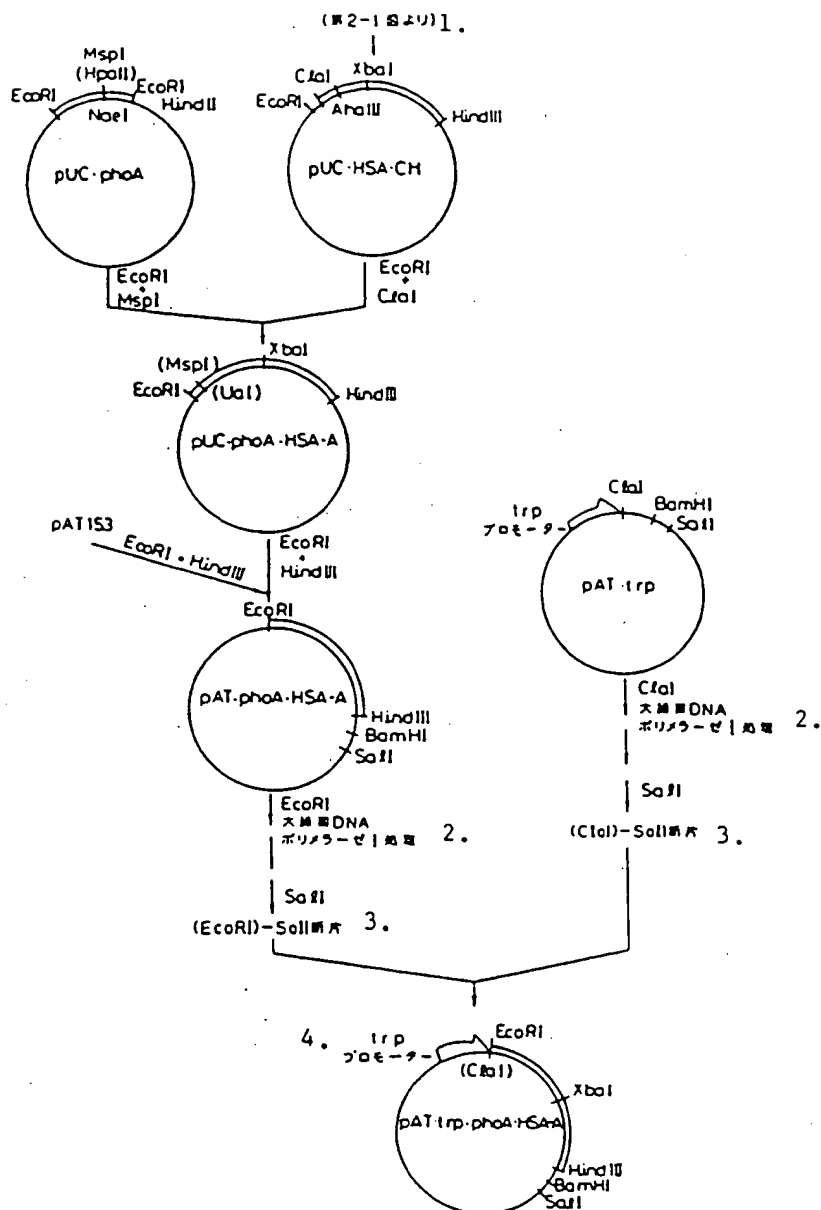 (第2-1図より) 1.
MspI
(HpaII)
EcoRI
EcoRI
HindII
NaeI
pUC·phoA
XbaI
ClaI
EcoRI
AhaIII
HindIII
pUC·HSA·CH
EcoRI
+
MspI
EcoRI
+
ClaI
XbaI
(MspI)
EcoRI
(UaI)
HindIII
pUC-phoA·HSA-A
pAT153
EcoRI · HindIII
EcoRI
·
HindIII
EcoRI
pAT·phoA·HSA-A
HindIII
BamHI
SalI
trp
プロモーター
ClaI
BamHI
SalI
pAT·trp
ClaI
大腸菌DNA
ポリメラーゼI処理 2.
SalI
(ClaI)-SalI断片 3.
EcoRI
大腸菌DNA
ポリメラーゼI処理 2.
SalI
(EcoRI)-SalI断片 3.
4. trp
プロモーター
EcoRI
(ClaI)
XbaI
pAT·trp·phoA·HSA-A
HindIII
BamHI
SalI